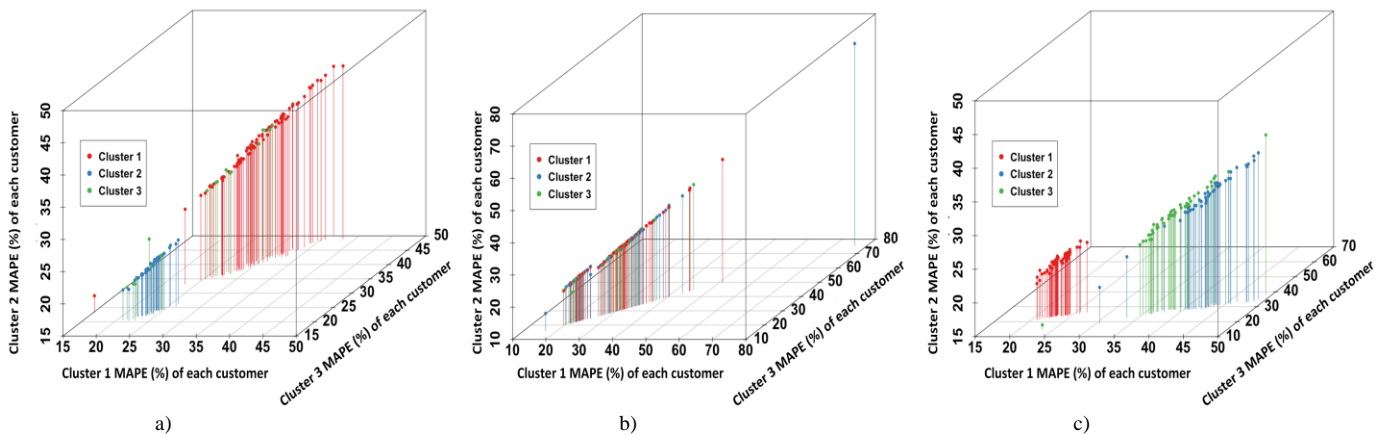 50
45
40
35
30
25
20
15
Cluster 2 MAPE (%) of each customer
Cluster 1
Cluster 2
Cluster 3
15 20 25 30 35 40 45 50
Cluster 1 MAPE (%) of each customer
15
20
25
30
35
40
45
50
Cluster 3 MAPE (%) of each customer
a)
80
70
60
50
40
30
20
10
Cluster 2 MAPE (%) of each customer
Cluster 1
Cluster 2
Cluster 3
10 20 30 40 50 60 70 80
Cluster 1 MAPE (%) of each customer
10
20
30
40
50
60
70
80
Cluster 3 MAPE (%) of each customer
b)
50
45
40
35
30
25
20
15
Cluster 2 MAPE (%) of each customer
Cluster 1
Cluster 2
Cluster 3
15 20 25 30 35 40 45 50
Cluster 1 MAPE (%) of each customer
10
20
30
40
50
60
70
Cluster 3 MAPE (%) of each customer
c)